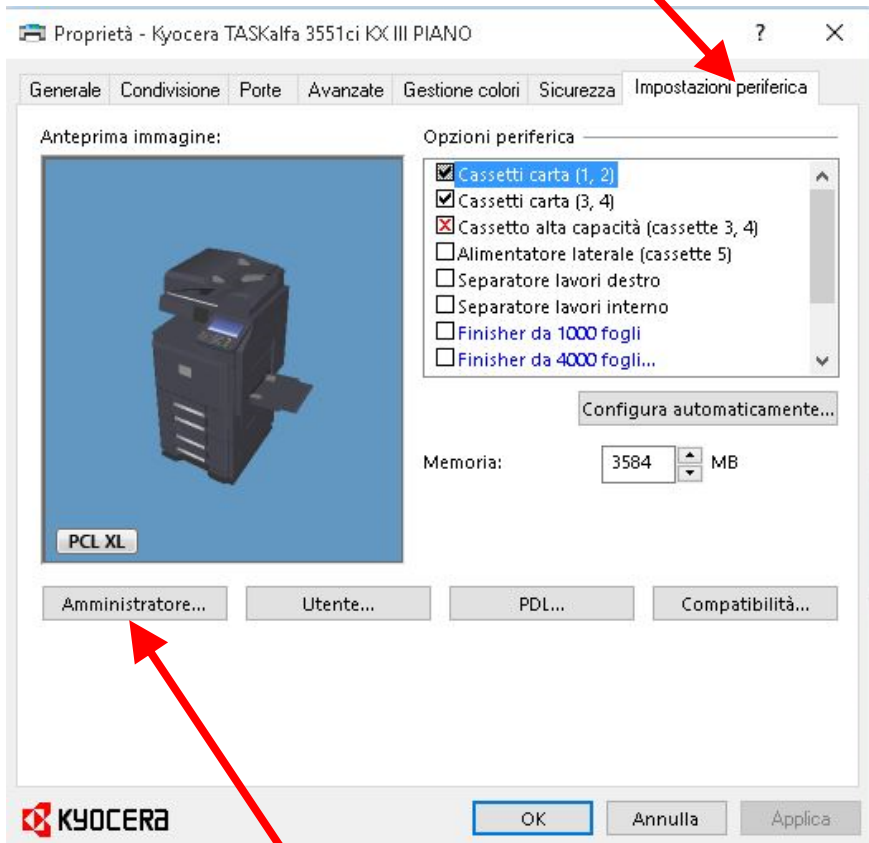 Proprietà - Kyocera TASKalfa 3551ci KX III PIANO ?
Generale Condivisione Porte Avanzate Gestione colori Sicurezza Impostazioni periferica
Anteprima immagine:
PCL XL
Opzioni periferica
Cassetti carta (1, 2)
Cassetti carta (3, 4)
Cassetto alta capacità (cassette 3, 4)
Alimentatore laterale (cassette 5)
Separatore lavori destro
Separatore lavori interno
Finisher da 1000 fogli
Finisher da 4000 fogli...
Configura automaticamente...
Memoria: 3584 MB
Amministratore... Utente... PDL... Compatibilità...
KYOCERA
OK Annulla Applica